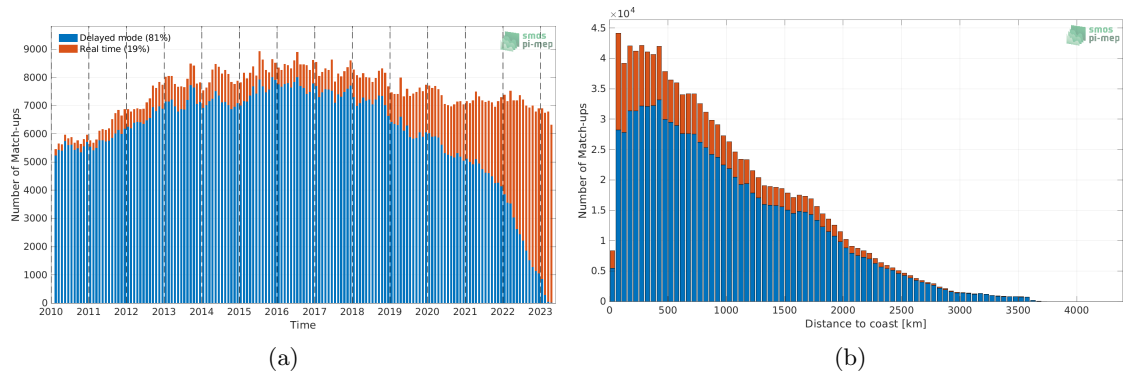 Delayed mode (81%)
Real time (19%)
smos
pi-mep
Number of Match-ups
9000
8000
7000
6000
5000
4000
3000
2000
1000
0
2010 2011 2012 2013 2014 2015 2016 2017 2018 2019 2020 2021 2022 2023
Time
(a)
×10⁴
smos
pi-mep
Number of Match-ups
4.5
4
3.5
3
2.5
2
1.5
1
0.5
0
0 500 1000 1500 2000 2500 3000 3500 4000
Distance to coast [km]
(b)